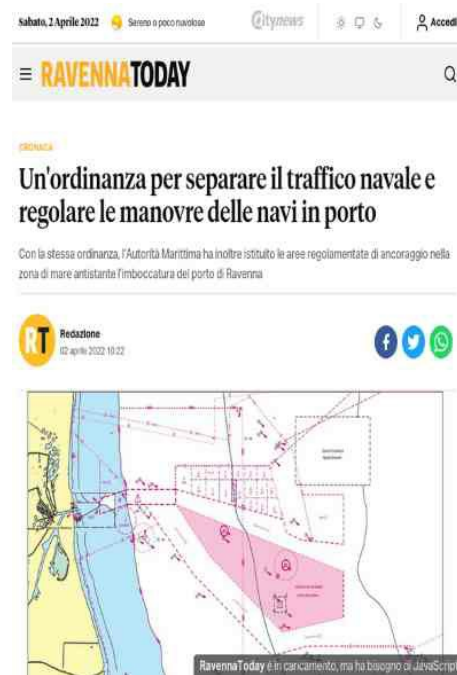 Sabato, 2 Aprile 2022 Sereno o poco nuvoloso Citynews Accedi
RAVENNATODAY
CRONACA
Un'ordinanza per separare il traffico navale e
regolare le manovre delle navi in porto
Con la stessa ordinanza, l'Autorità Marittima ha inoltre istituito le aree regolamentate di ancoraggio nella
zona di mare antistante l'imboccatura del porto di Ravenna
RT
Redazione
02 aprile 2022 10:22
RavennaToday è in caricamento, ma ha bisogno di JavaScript